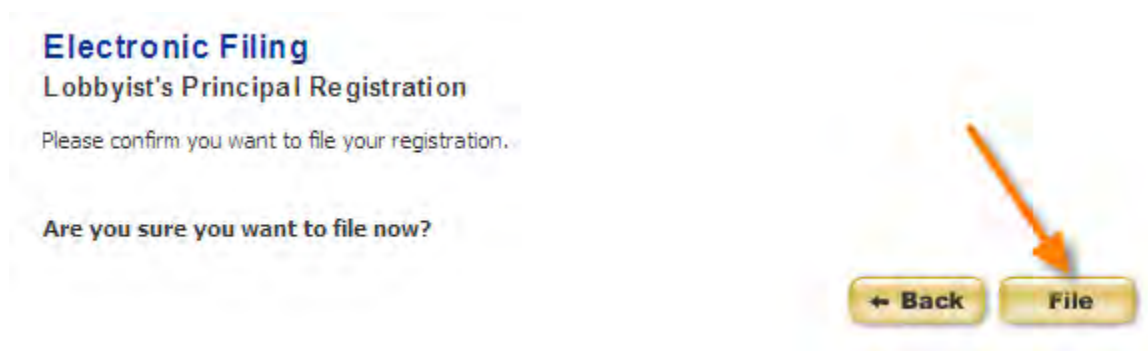 Electronic Filing
Lobbyist's Principal Registration
Please confirm you want to file your registration.
Are you sure you want to file now?
← Back File